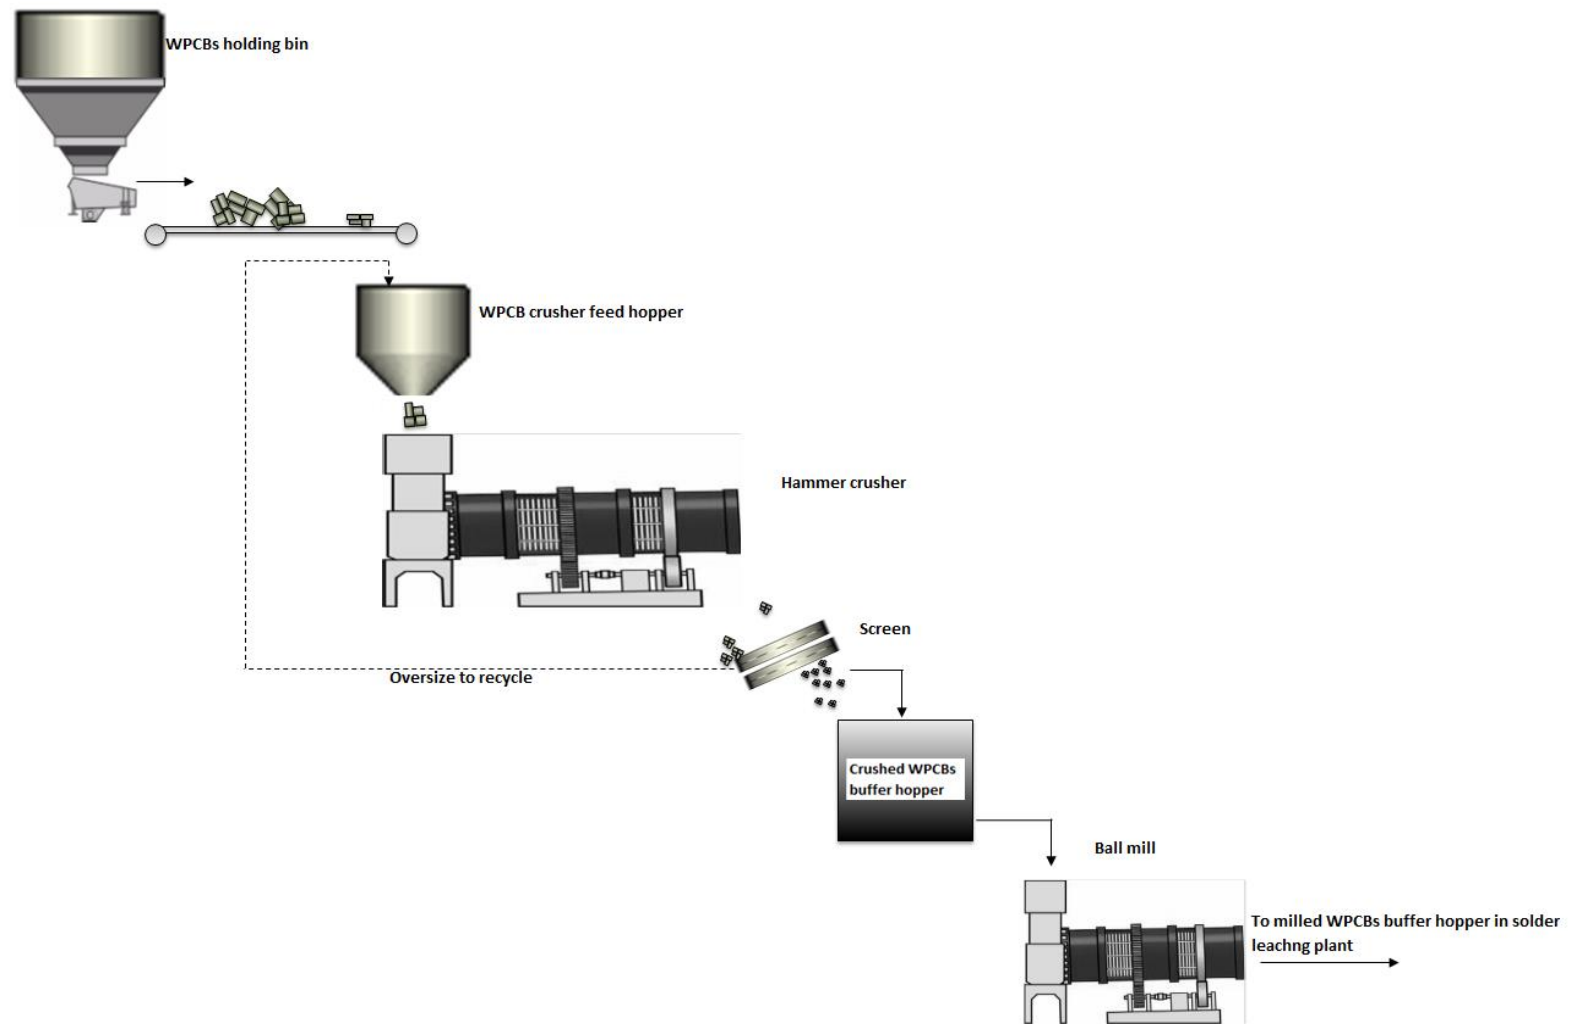 WPCBs holding bin
WPCB crusher feed hopper
Hammer crusher
Screen
Oversize to recycle
Crushed WPCBs
buffer hopper
Ball mill
To milled WPCBs buffer hopper in solder
leachng plant